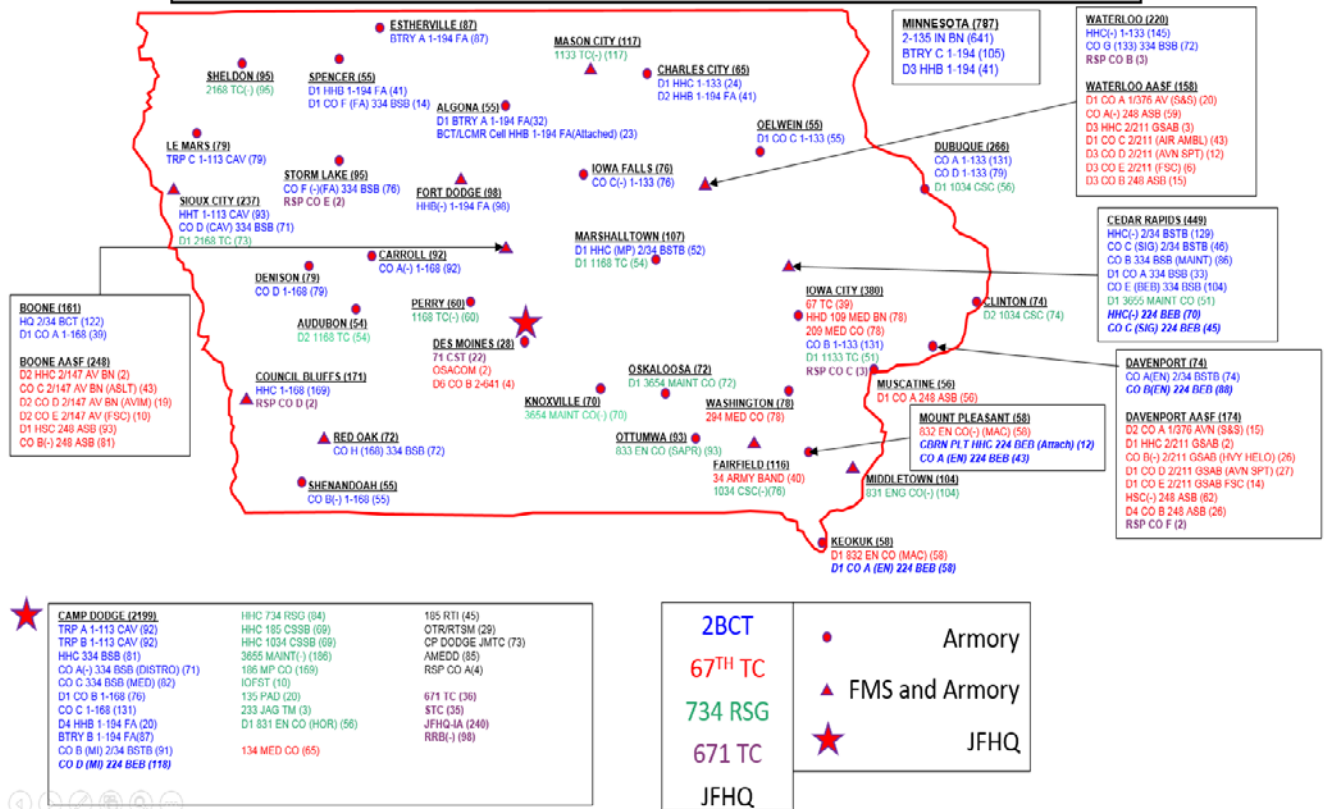 ESTHERVILLE (87)
BTRY A 1-194 FA (87)
MASON CITY (117)
1133 TC(-) (117)
SHELDON (95)
2168 TC(-) (95)
SPENCER (55)
D1 HHB 1-194 FA (41)
D1 CO F (FA) 334 BSB (14)
CHARLES CITY (65)
D1 HHC 1-133 (24)
D2 HHB 1-194 FA (41)
ALGONA (55)
D1 BTRY A 1-194 FA(32)
BCT/LCMR Cell HHB 1-194 FA(Attached) (23)
MINNESOTA (787)
2-135 IN BN (641)
BTRY C 1-194 (105)
D3 HHB 1-194 (41)
WATERLOO (220)
HHC(-) 1-133 (145)
CO G (133) 334 BSB (72)
RSP CO B (3)
WATERLOO AASF (158)
D1 CO A 1/376 AV (S&S) (20)
CO A(-) 248 ASB (59)
D3 HHC 2/211 GSAB (3)
D1 CO C 2/211 (AIR AMBL) (43)
D3 CO D 2/211 (AVN SPT) (12)
D3 CO E 2/211 (FSC) (6)
D3 CO B 248 ASB (15)
OELWEIN (55)
D1 CO C 1-133 (55)
DUBUQUE (266)
CO A 1-133 (131)
CO D 1-133 (79)
D1 1034 CSC (56)
LE MARS (79)
TRP C 1-113 CAV (79)
STORM LAKE (95)
CO F (-)(FA) 334 BSB (76)
RSP CO E (2)
FORT DODGE (98)
HHB(-) 1-194 FA (98)
IOWA FALLS (76)
CO C(-) 1-133 (76)
SIOUX CITY (237)
HHT 1-113 CAV (93)
CO D (CAV) 334 BSB (71)
D1 2168 TC (73)
MARSHALLTOWN (107)
D1 HHC (MP) 2/34 BSTB (52)
D1 1168 TC (54)
CEDAR RAPIDS (449)
HHC(-) 2/34 BSTB (129)
CO C (SIG) 2/34 BSTB (46)
CO B 334 BSB (MAINT) (86)
D1 CO A 334 BSB (33)
CO E (BEB) 334 BSB (104)
D1 3655 MAINT CO (51)
HHC(-) 224 BEB (70)
CO C (SIG) 224 BEB (45)
CARROLL (92)
CO A(-) 1-168 (92)
DENISON (79)
CO D 1-168 (79)
BOONE (161)
HQ 2/34 BCT (122)
D1 CO A 1-168 (39)
BOONE AASF (248)
D2 HHC 2/147 AV BN (2)
CO C 2/147 AV BN (ASLT) (43)
D2 CO D 2/147 AV BN (AVIM) (19)
D2 CO E 2/147 AV (FSC) (10)
D1 HSC 248 ASB (93)
CO B(-) 248 ASB (81)
AUDUBON (54)
D2 1168 TC (54)
PERRY (60)
1168 TC(-) (60)
DES MOINES (28)
71 CST (22)
OSACOM (2)
D6 CO B 2-641 (4)
IOWA CITY (380)
67 TC (39)
HHD 109 MED BN (78)
209 MED CO (78)
CO B 1-133 (131)
D1 1133 TC (51)
RSP CO C (3)
CLINTON (74)
D2 1034 CSC (74)
COUNCIL BLUFFS (171)
HHC 1-168 (169)
RSP CO D (2)
OSKALOOSA (72)
D1 3654 MAINT CO (72)
KNOXVILLE (70)
3654 MAINT CO(-) (70)
WASHINGTON (78)
294 MED CO (78)
MUSCATINE (56)
D1 CO A 248 ASB (56)
DAVENPORT (74)
CO A(EN) 2/34 BSTB (74)
CO B(EN) 224 BEB (88)
DAVENPORT AASF (174)
D2 CO A 1/376 AVN (S&S) (15)
D1 HHC 2/211 GSAB (2)
CO B(-) 2/211 GSAB (HVY HELO) (26)
D1 CO D 2/211 GSAB (AVN SPT) (27)
D1 CO E 2/211 GSAB FSC (14)
HSC(-) 248 ASB (62)
D4 CO B 248 ASB (26)
RSP CO F (2)
RED OAK (72)
CO H (168) 334 BSB (72)
OTTUMWA (93)
833 EN CO (SAPR) (93)
MOUNT PLEASANT (58)
832 EN CO(-) (MAC) (58)
CBRN PLT HHC 224 BEB (Attach) (12)
CO A (EN) 224 BEB (43)
FAIRFIELD (116)
34 ARMY BAND (40)
1034 CSC(-)(76)
MIDDLETOWN (104)
831 ENG CO(-) (104)
SHENANDOAH (55)
CO B(-) 1-168 (55)
KEOKUK (58)
D1 832 EN CO (MAC) (58)
D1 CO A (EN) 224 BEB (58)
CAMP DODGE (2199)
TRP A 1-113 CAV (92)
TRP B 1-113 CAV (92)
HHC 334 BSB (81)
CO A(-) 334 BSB (DISTRO) (71)
CO C 334 BSB (MED) (82)
D1 CO B 1-168 (76)
CO C 1-168 (131)
D4 HHB 1-194 FA (20)
BTRY B 1-194 FA(87)
CO B (MI) 2/34 BSTB (91)
CO D (MI) 224 BEB (118)
HHC 734 RSG (84)
HHC 185 CSSB (69)
HHC 1034 CSSB (69)
3655 MAINT(-) (186)
186 MP CO (169)
IOFST (10)
135 PAD (20)
233 JAG TM (3)
D1 831 EN CO (HOR) (56)
134 MED CO (65)
185 RTI (45)
OTR/RTSM (29)
CP DODGE JMTC (73)
AMEDD (85)
RSP CO A(4)
671 TC (36)
STC (35)
JFHQ-IA (240)
RRB(-) (98)
2BCT
67TH TC
734 RSG
671 TC
JFHQ
Armory
FMS and Armory
JFHQ